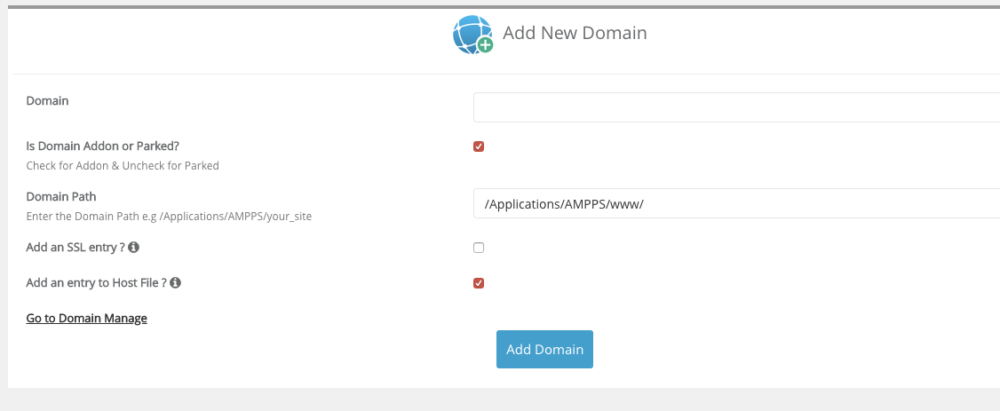 Add New Domain
Domain
Is Domain Addon or Parked?
Check for Addon & Uncheck for Parked
Domain Path
Enter the Domain Path e.g /Applications/AMPPS/your_site
/Applications/AMPPS/www/
Add an SSL entry ?
Add an entry to Host File ?
Go to Domain Manage
Add Domain